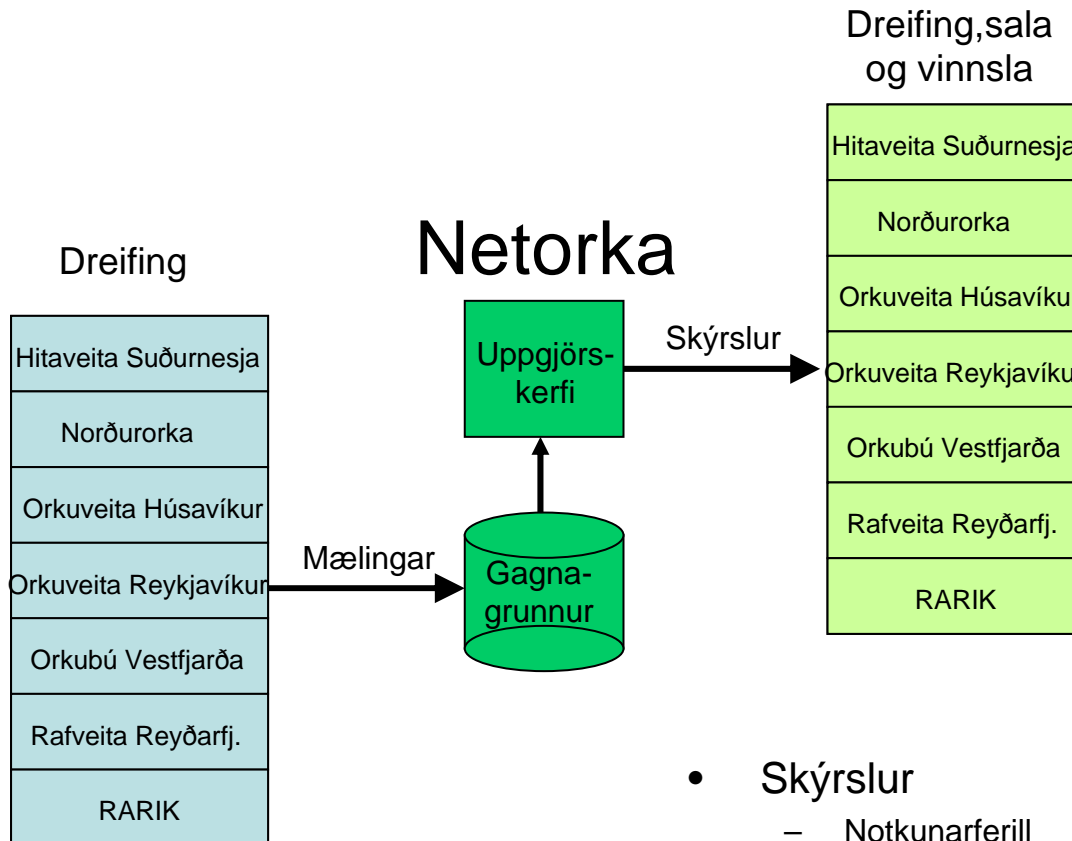 Dreifing,sala
og vinnsla
Hitaveita Suðurnesja
Norðurorka
Orkuveita Húsavíku
Orkuveita Reykjavíku
Orkubú Vestfjarða
Rafveita Reyðarfj.
RARIK
Netorka
Dreifing
Hitaveita Suðurnesja
Norðurorka
Orkuveita Húsavíkur
Orkuveita Reykjavíkur
Orkubú Vestfjarða
Rafveita Reyðarfj.
RARIK
Mælingar
Uppgjörs-
kerfi
Skýrslur
Gagna-
grunnur
• Skýrslur
– Notkunarferill